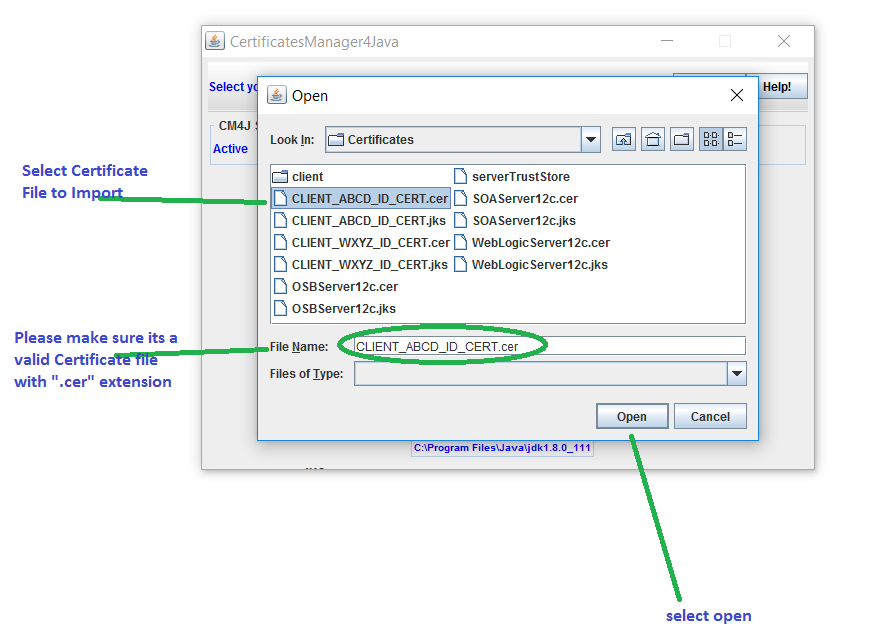 CertificatesManager4Java
Select yo
Help!
Open
CM4J S
Active
Look In:
Certificates
client
CLIENT_ABCD_ID_CERT.cer
CLIENT_ABCD_ID_CERT.jks
CLIENT_WXYZ_ID_CERT.cer
CLIENT_WXYZ_ID_CERT.jks
OSBServer12c.cer
OSBServer12c.jks
serverTrustStore
SOAServer12c.cer
SOAServer12c.jks
WebLogicServer12c.cer
WebLogicServer12c.jks
Select Certificate
File to Import
Please make sure its a
valid Certificate file
with ".cer" extension
File Name:
CLIENT_ABCD_ID_CERT.cer
Files of Type:
Open
Cancel
C:\Program Files\Java\jdk1.8.0_111
select open